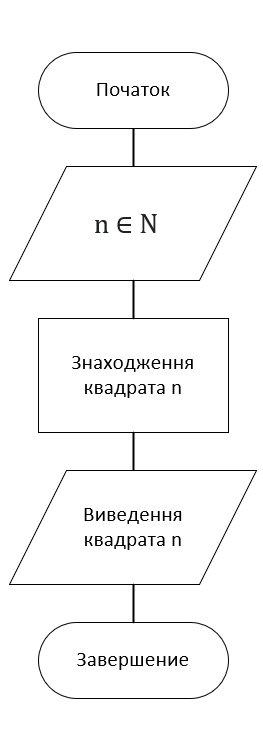 Початок
n ∈ N
Знаходження
квадрата n
Виведення
квадрата n
Завершение